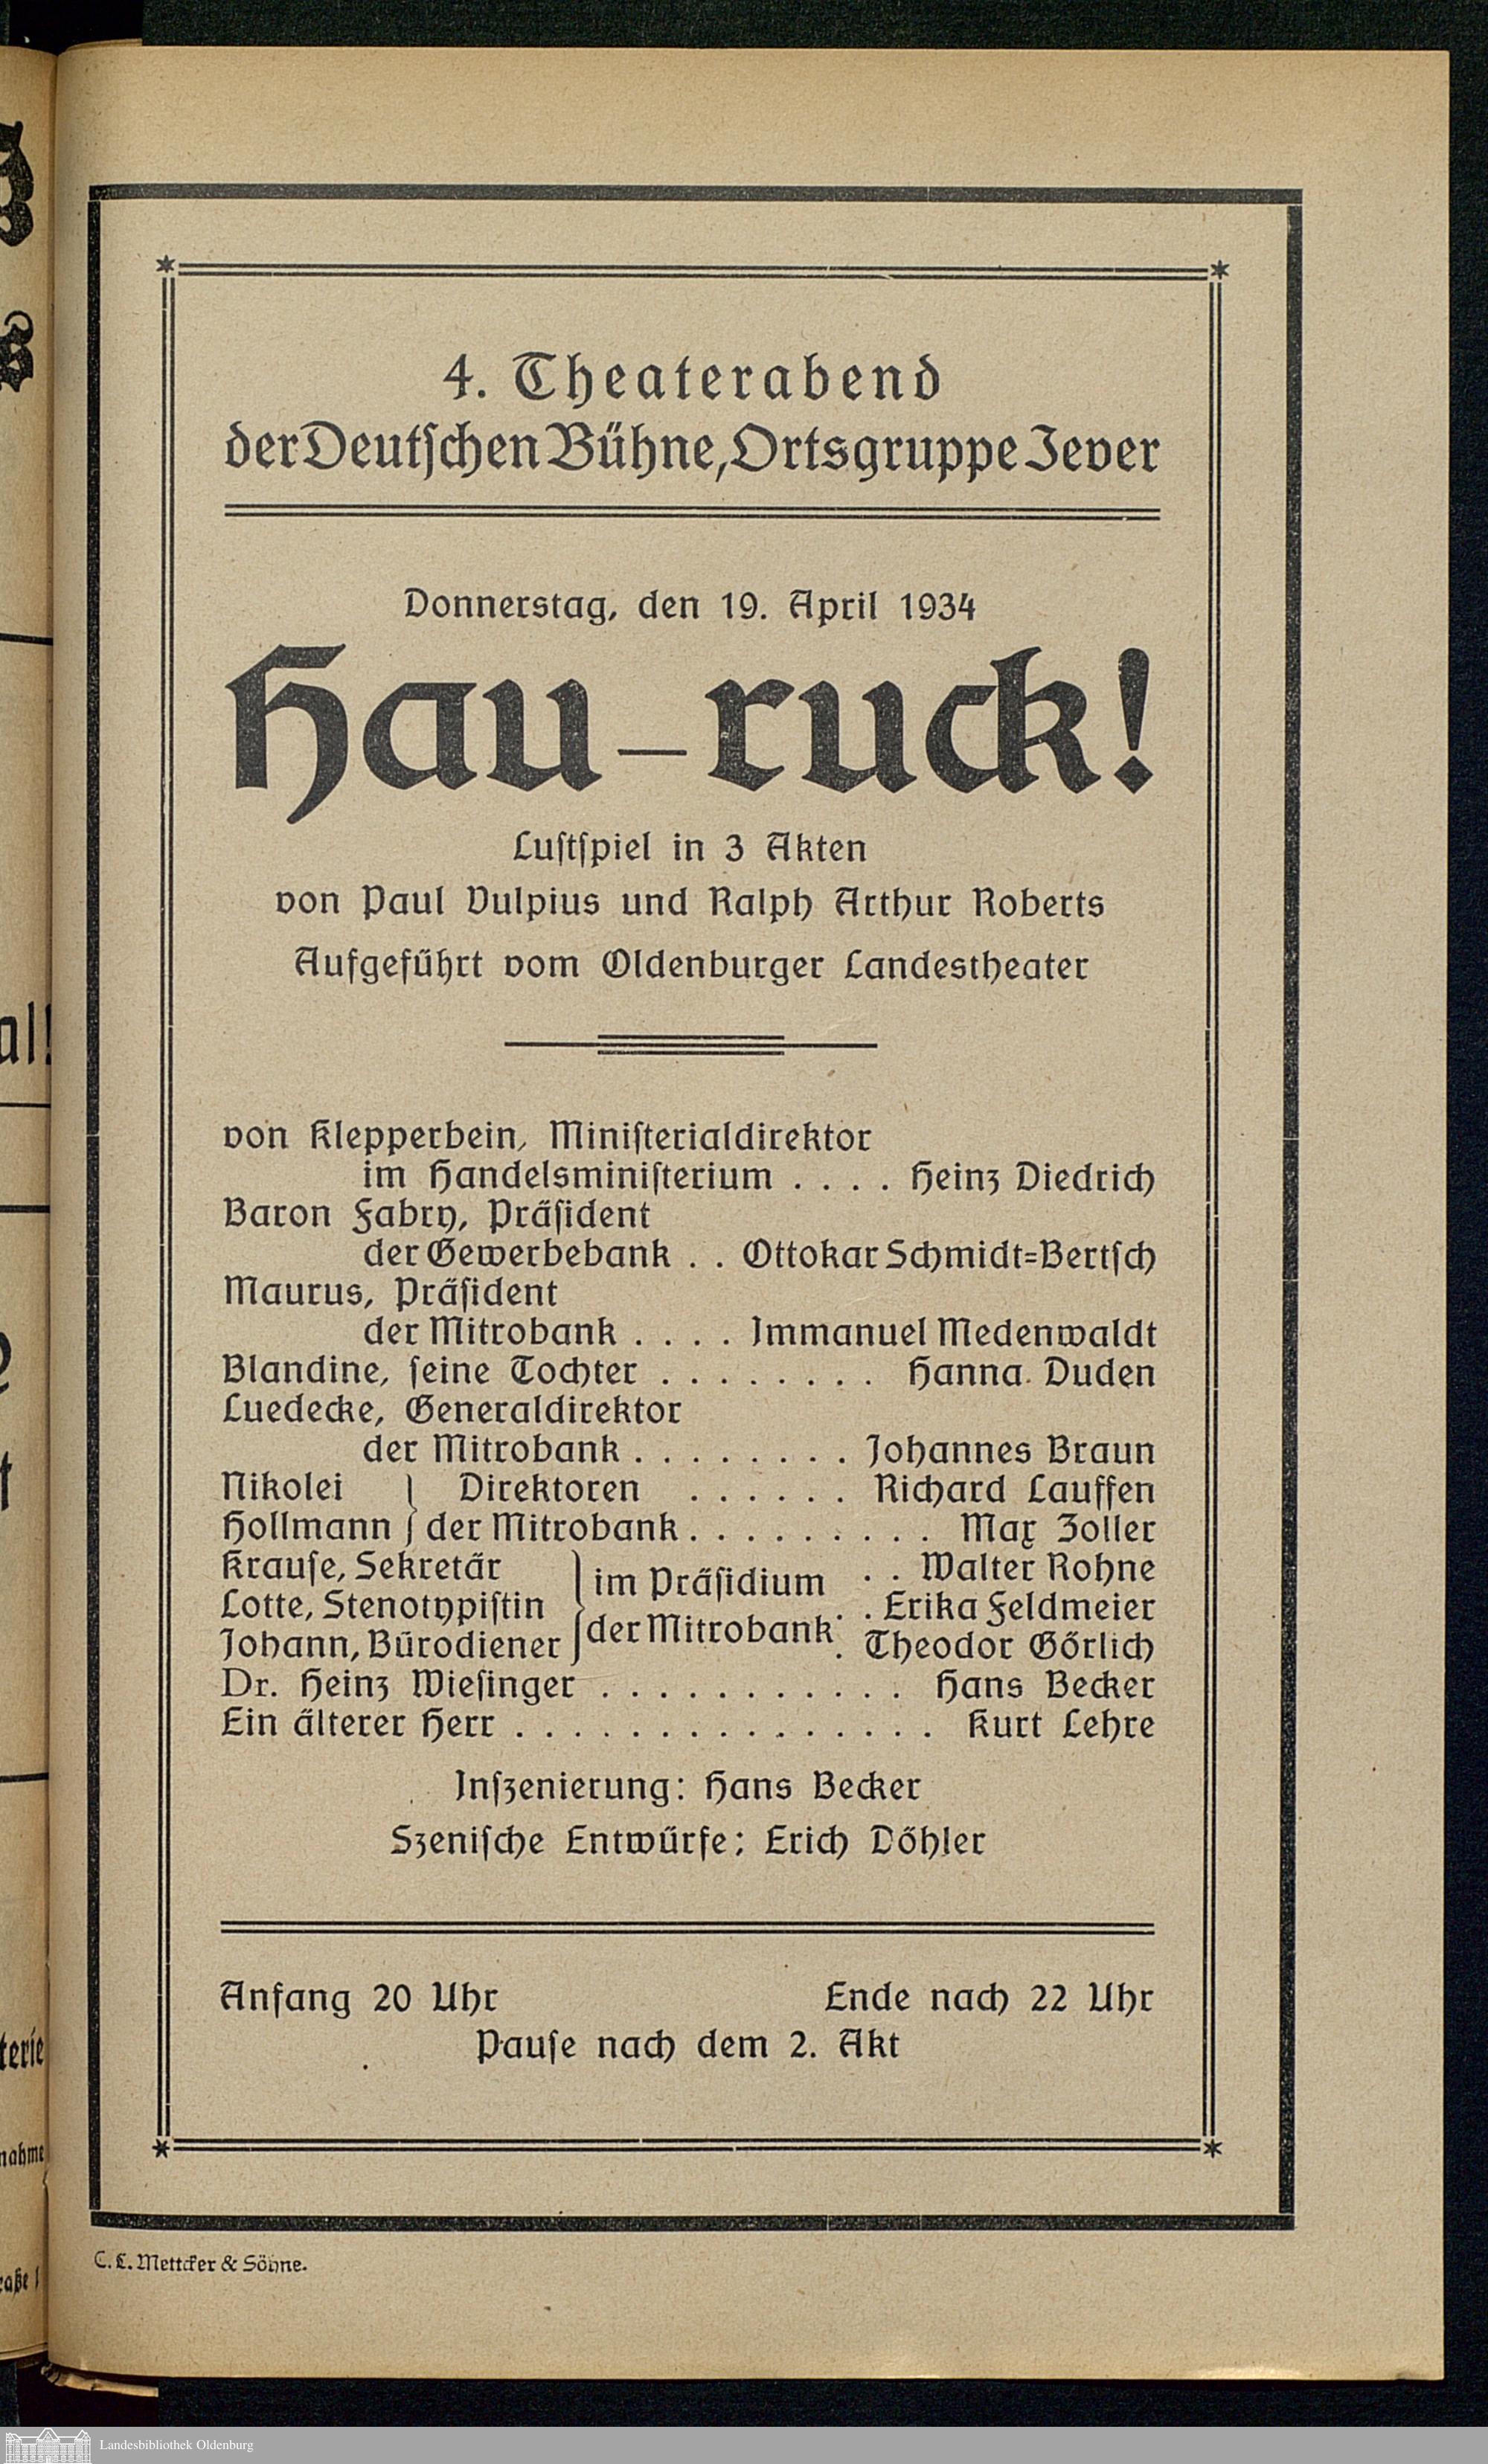 4. Theaterabend
der Deutschen Bühne, Ortsgruppe Jever
Donnerstag, den 19. April 1934
Hau-ruck!
Lustspiel in 3 Akten
von Paul Vulpius und Ralph Arthur Roberts
Aufgeführt vom Oldenburger Landestheater
von Klepperbein, Ministerialdirektor
im Handelsministerium . . . . Heinz Diedrich
Baron Fabry, Präsident
der Gewerbebank . . Ottokar Schmidt=Bertsch
Maurus, Präsident
der Mitrobank . . . . Immanuel Medenwaldt
Blandine, seine Tochter . . . . . . . . Hanna Duden
Luedecke, Generaldirektor
der Mitrobank . . . . . . . . Johannes Braun
Nikolei } Direktoren . . . . . . Richard Lauffen
Hollmann } der Mitrobank . . . . . . . . . Max Zoller
Krause, Sekretär } im Präsidium . . Walter Rohne
Lotte, Stenotypistin } der Mitrobank . . Erika Feldmeier
Johann, Bürodiener } . Theodor Görlich
Dr. Heinz Wiesinger . . . . . . . . . . . Hans Becker
Ein älterer Herr . . . . . . . . . . . . . . . Kurt Lehre
Inszenierung: Hans Becker
Szenische Entwürfe: Erich Döhler
Anfang 20 Uhr Ende nach 22 Uhr
Pause nach dem 2. Akt
C. L. Mettcker & Söhne.
Landesbibliothek Oldenburg